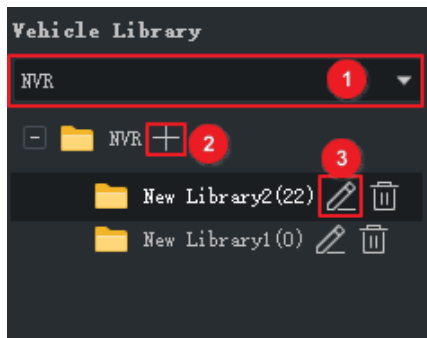 Vehicle Library
NVR 1
NVR 2
3
New Library2(22)
New Library1(0)